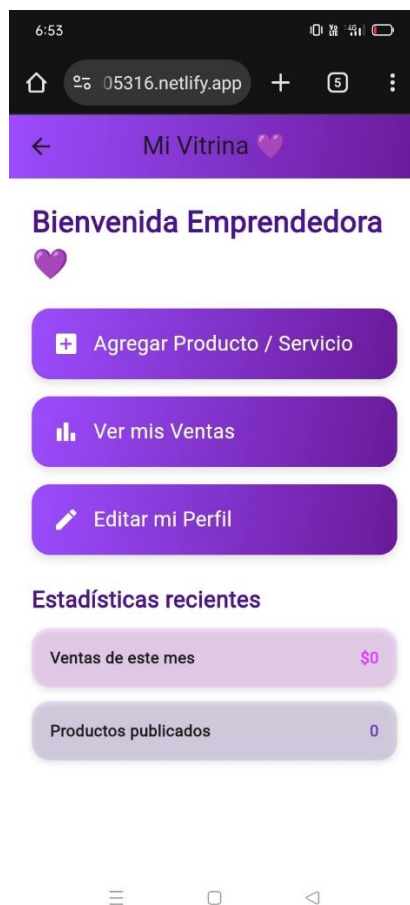 6:53
05316.netlify.app
5
Mi Vitrina 💜
Bienvenida Emprendedora
💜
Agregar Producto / Servicio
Ver mis Ventas
Editar mi Perfil
Estadísticas recientes
Ventas de este mes $0
Productos publicados 0